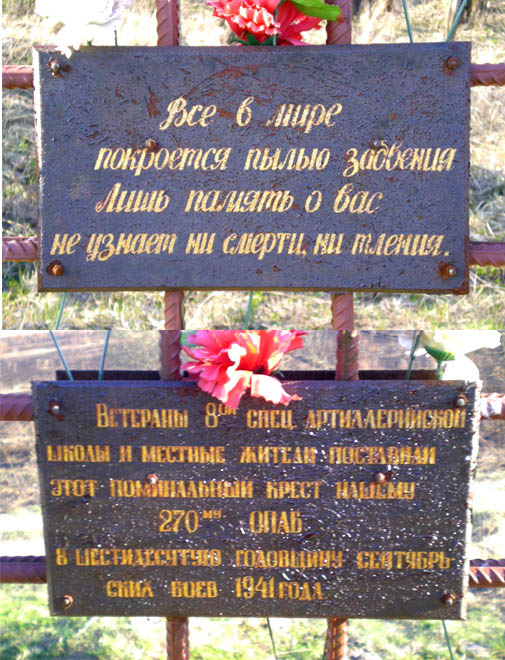 Все в мире
покроется пылью забвения
Лишь память о вас
не узнает ни смерти, ни тления.
Ветераны 8ой спец артиллерийской
школы и местные жители поставили
этот поминальный крест нашему
270му ОПАБ
в шестидесутую годовщину сентябрь
ских боев 1941 года.